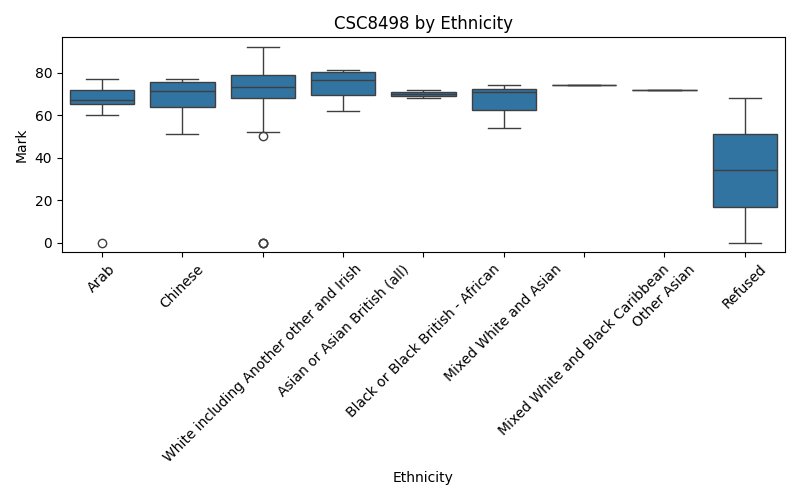 CSC8498 by Ethnicity
Mark
80
60
40
20
0
Arab
Chinese
White including Another other and Irish
Asian or Asian British (all)
Black or Black British - African
Mixed White and Asian
Mixed White and Black Caribbean
Other Asian
Refused
Ethnicity